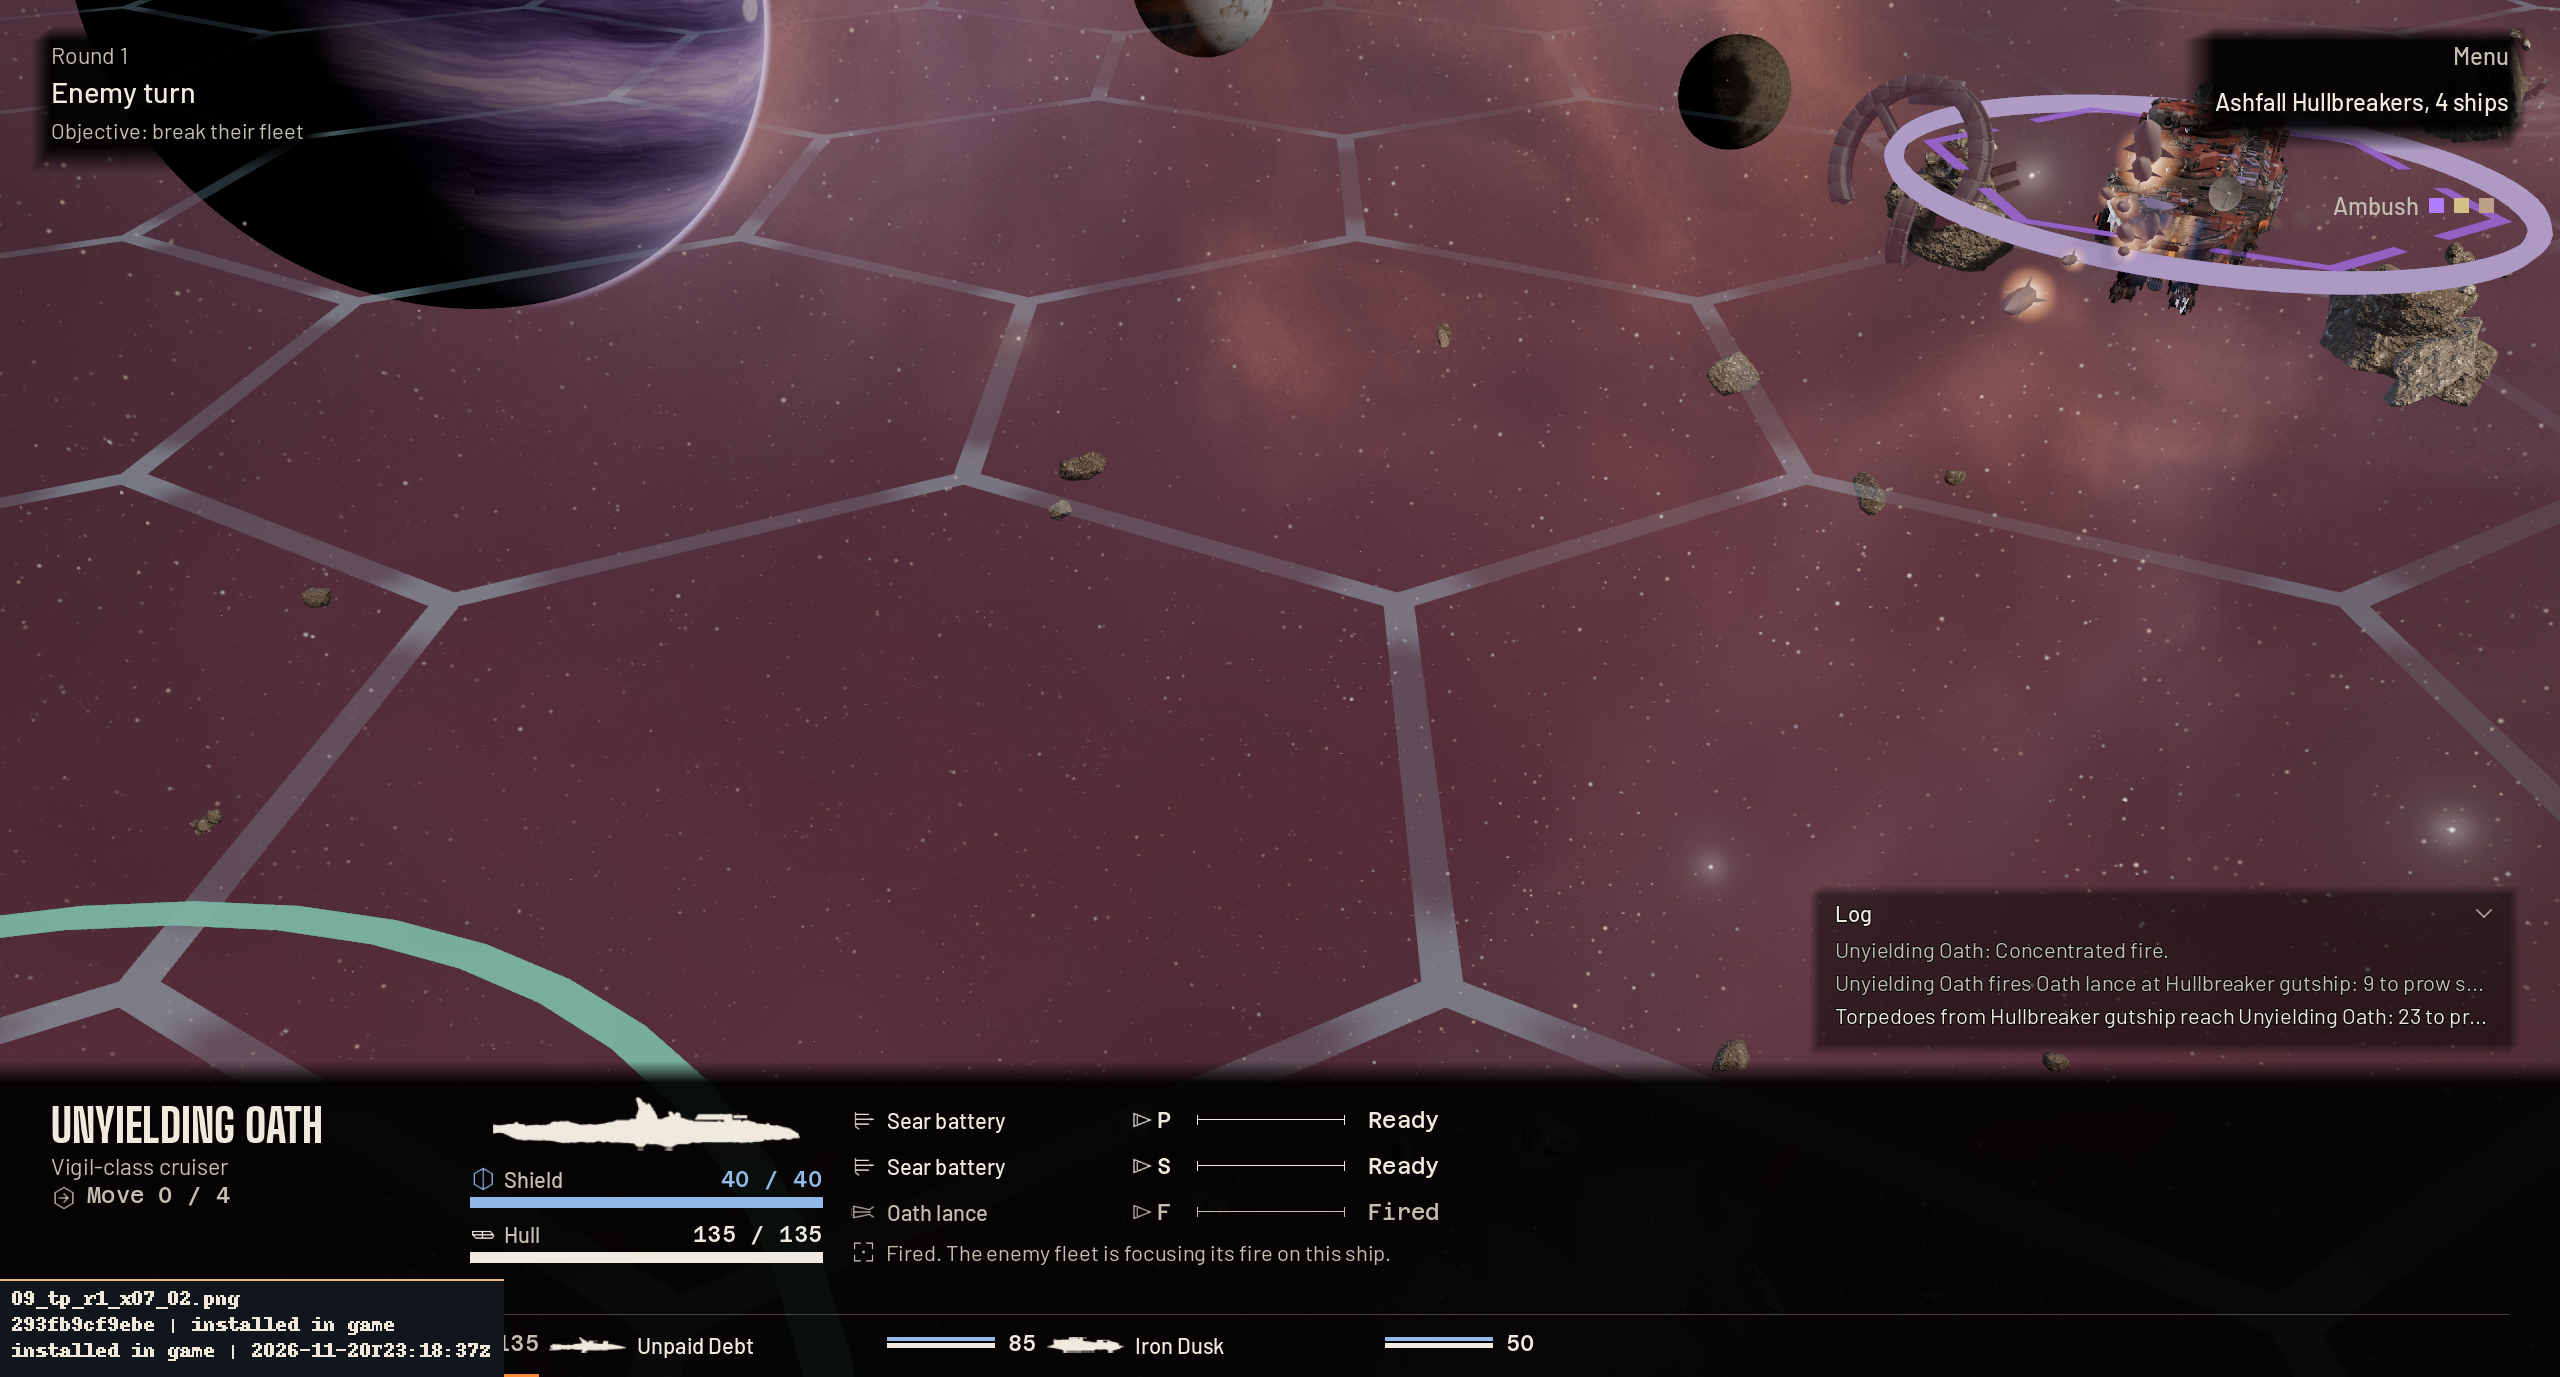 Round 1
Enemy turn
Objective: break their fleet
Menu
Ashfall Hullbreakers, 4 ships
Ambush
Log
Unyielding Oath: Concentrated fire.
Unyielding Oath fires Oath lance at Hullbreaker gutship: 9 to prow s...
Torpedoes from Hullbreaker gutship reach Unyielding Oath: 23 to pr...
UNYIELDING OATH
Vigil-class cruiser
Move 0 / 4
Shield 40 / 40
Hull 135 / 135
Sear battery P Ready
Sear battery S Ready
Oath lance F Fired
Fired. The enemy fleet is focusing its fire on this ship.
09_tp_r1_x07_02.png
293fb9cf9ebe | installed in game
installed in game | 2026-11-20T23:18:37Z
135 Unpaid Debt 85 Iron Dusk 50